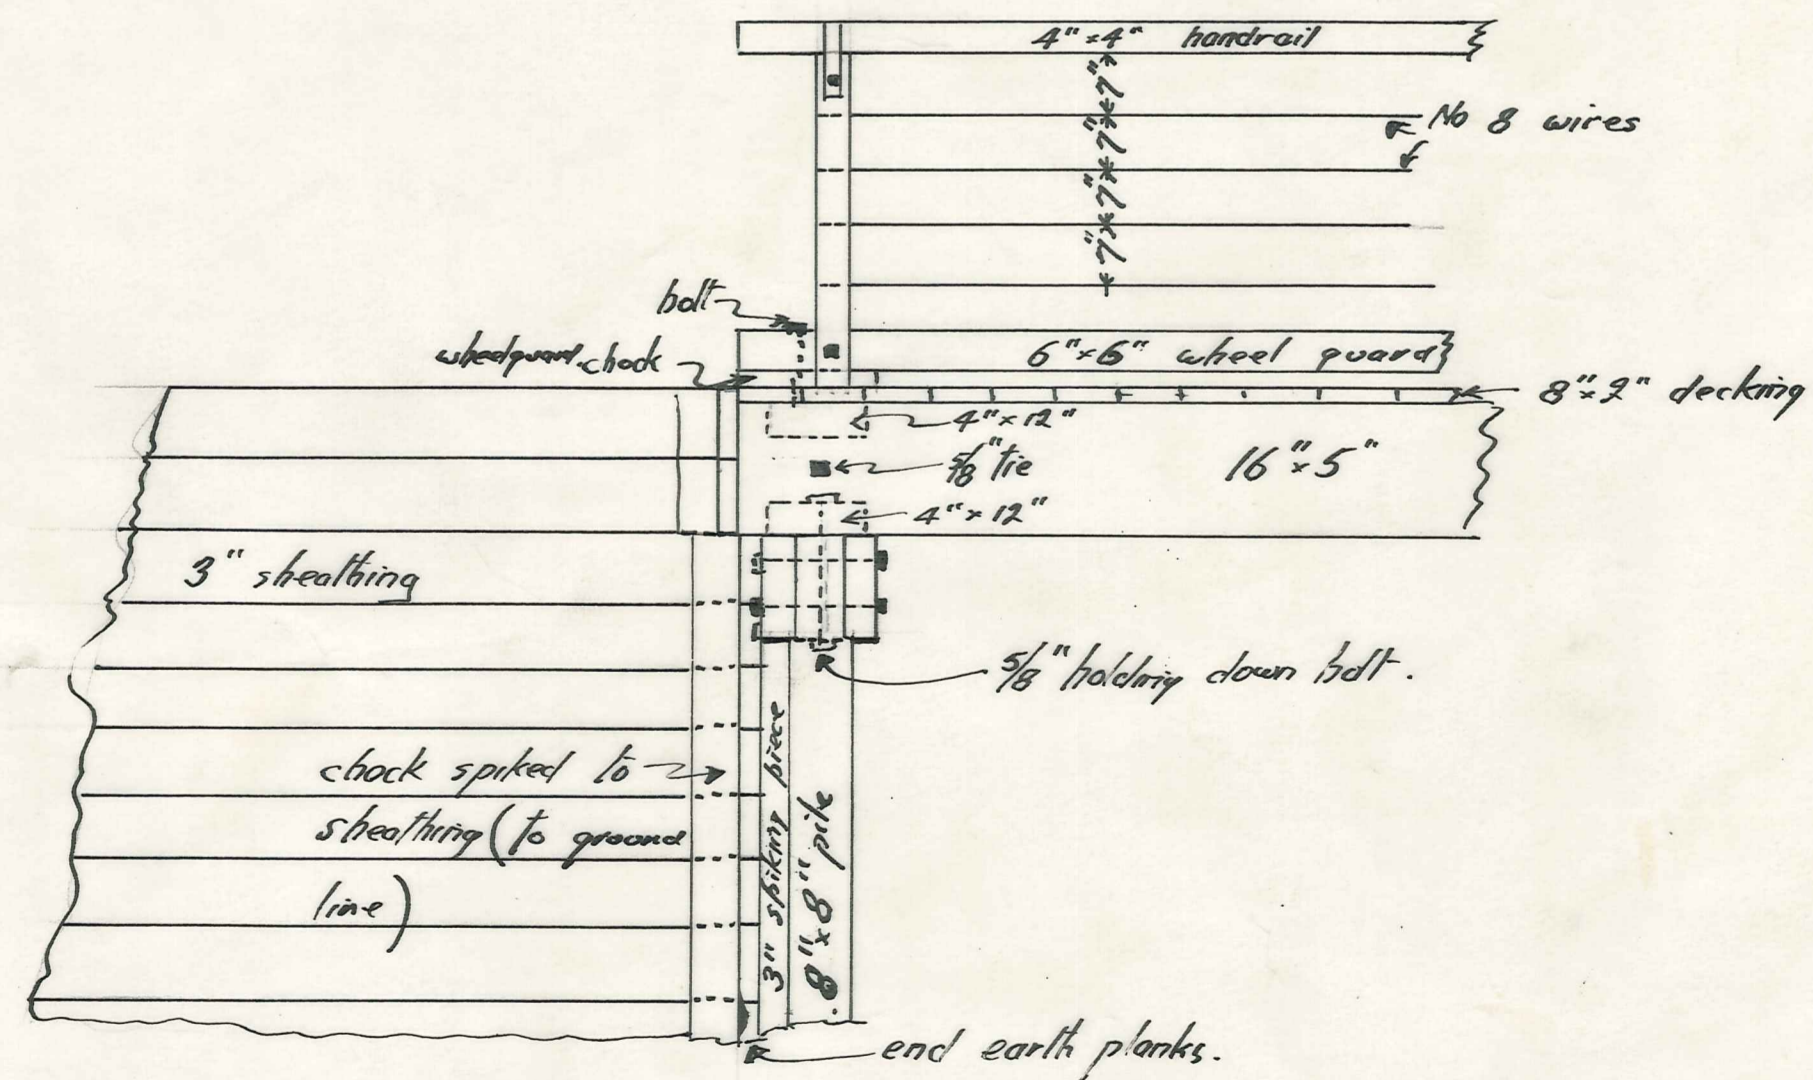 4"×4" handrail
7" 7" 7" 7"
No 8 wires
bolt
wheelguard chock
6"×6" wheel guard
8"×2" decking
4"×12"
5/8" tie
16"×5"
4"×12"
3" sheathing
5/8" holding down bolt.
chock spiked to
sheathing (to ground
line)
3" spiking piece
8"×8" pile
end earth planks.